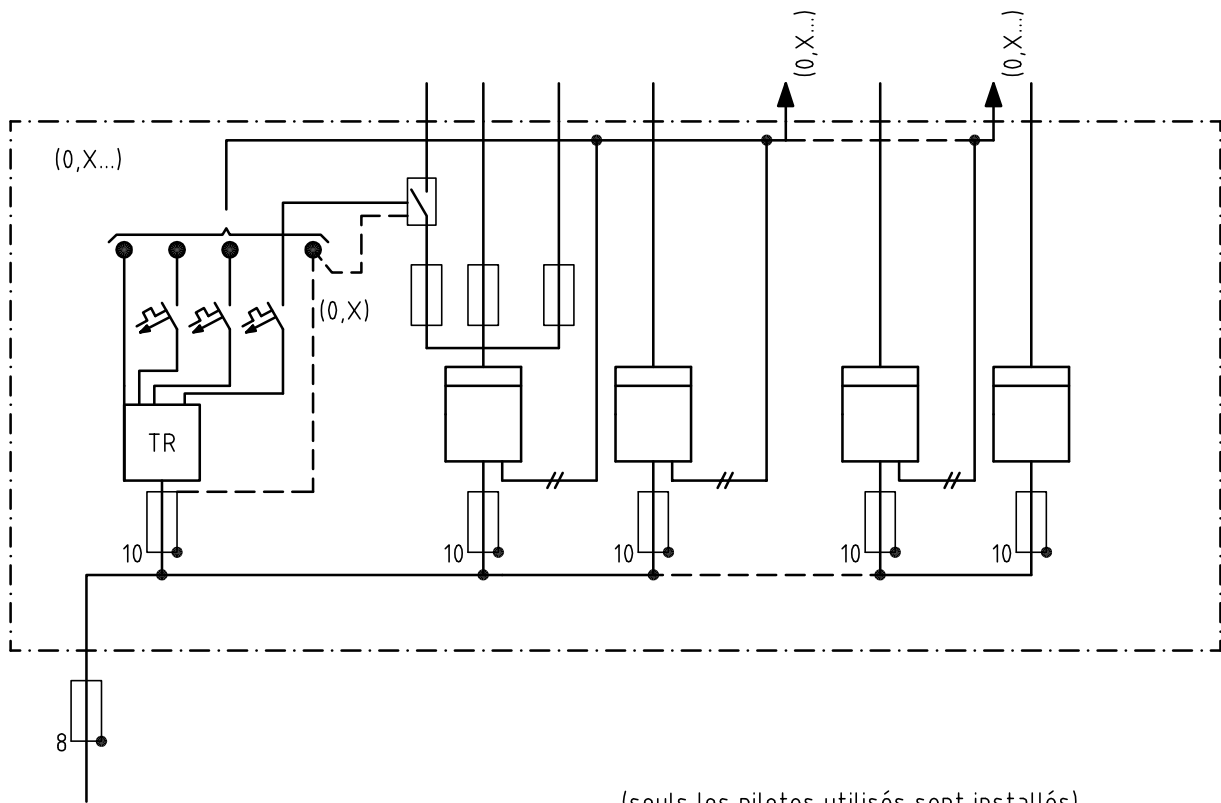 (0,X...)
(0,X...)
(0,X...)
(0,X)
TR
10
10
10
10
10
8
(seuls les pilotes utilisés sont installés)